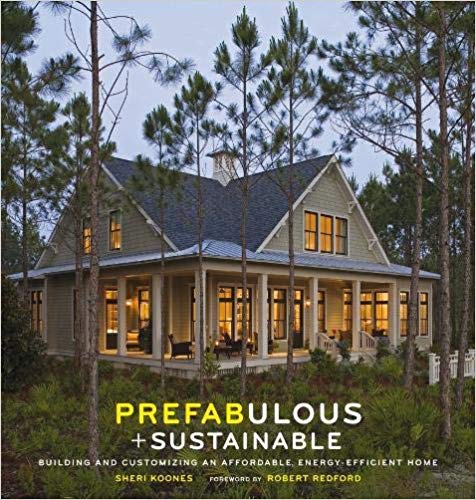 PREFABULOUS
+ SUSTAINABLE
BUILDING AND CUSTOMIZING AN AFFORDABLE, ENERGY-EFFICIENT HOME
SHERI KOONES FOREWORD BY ROBERT REDFORD